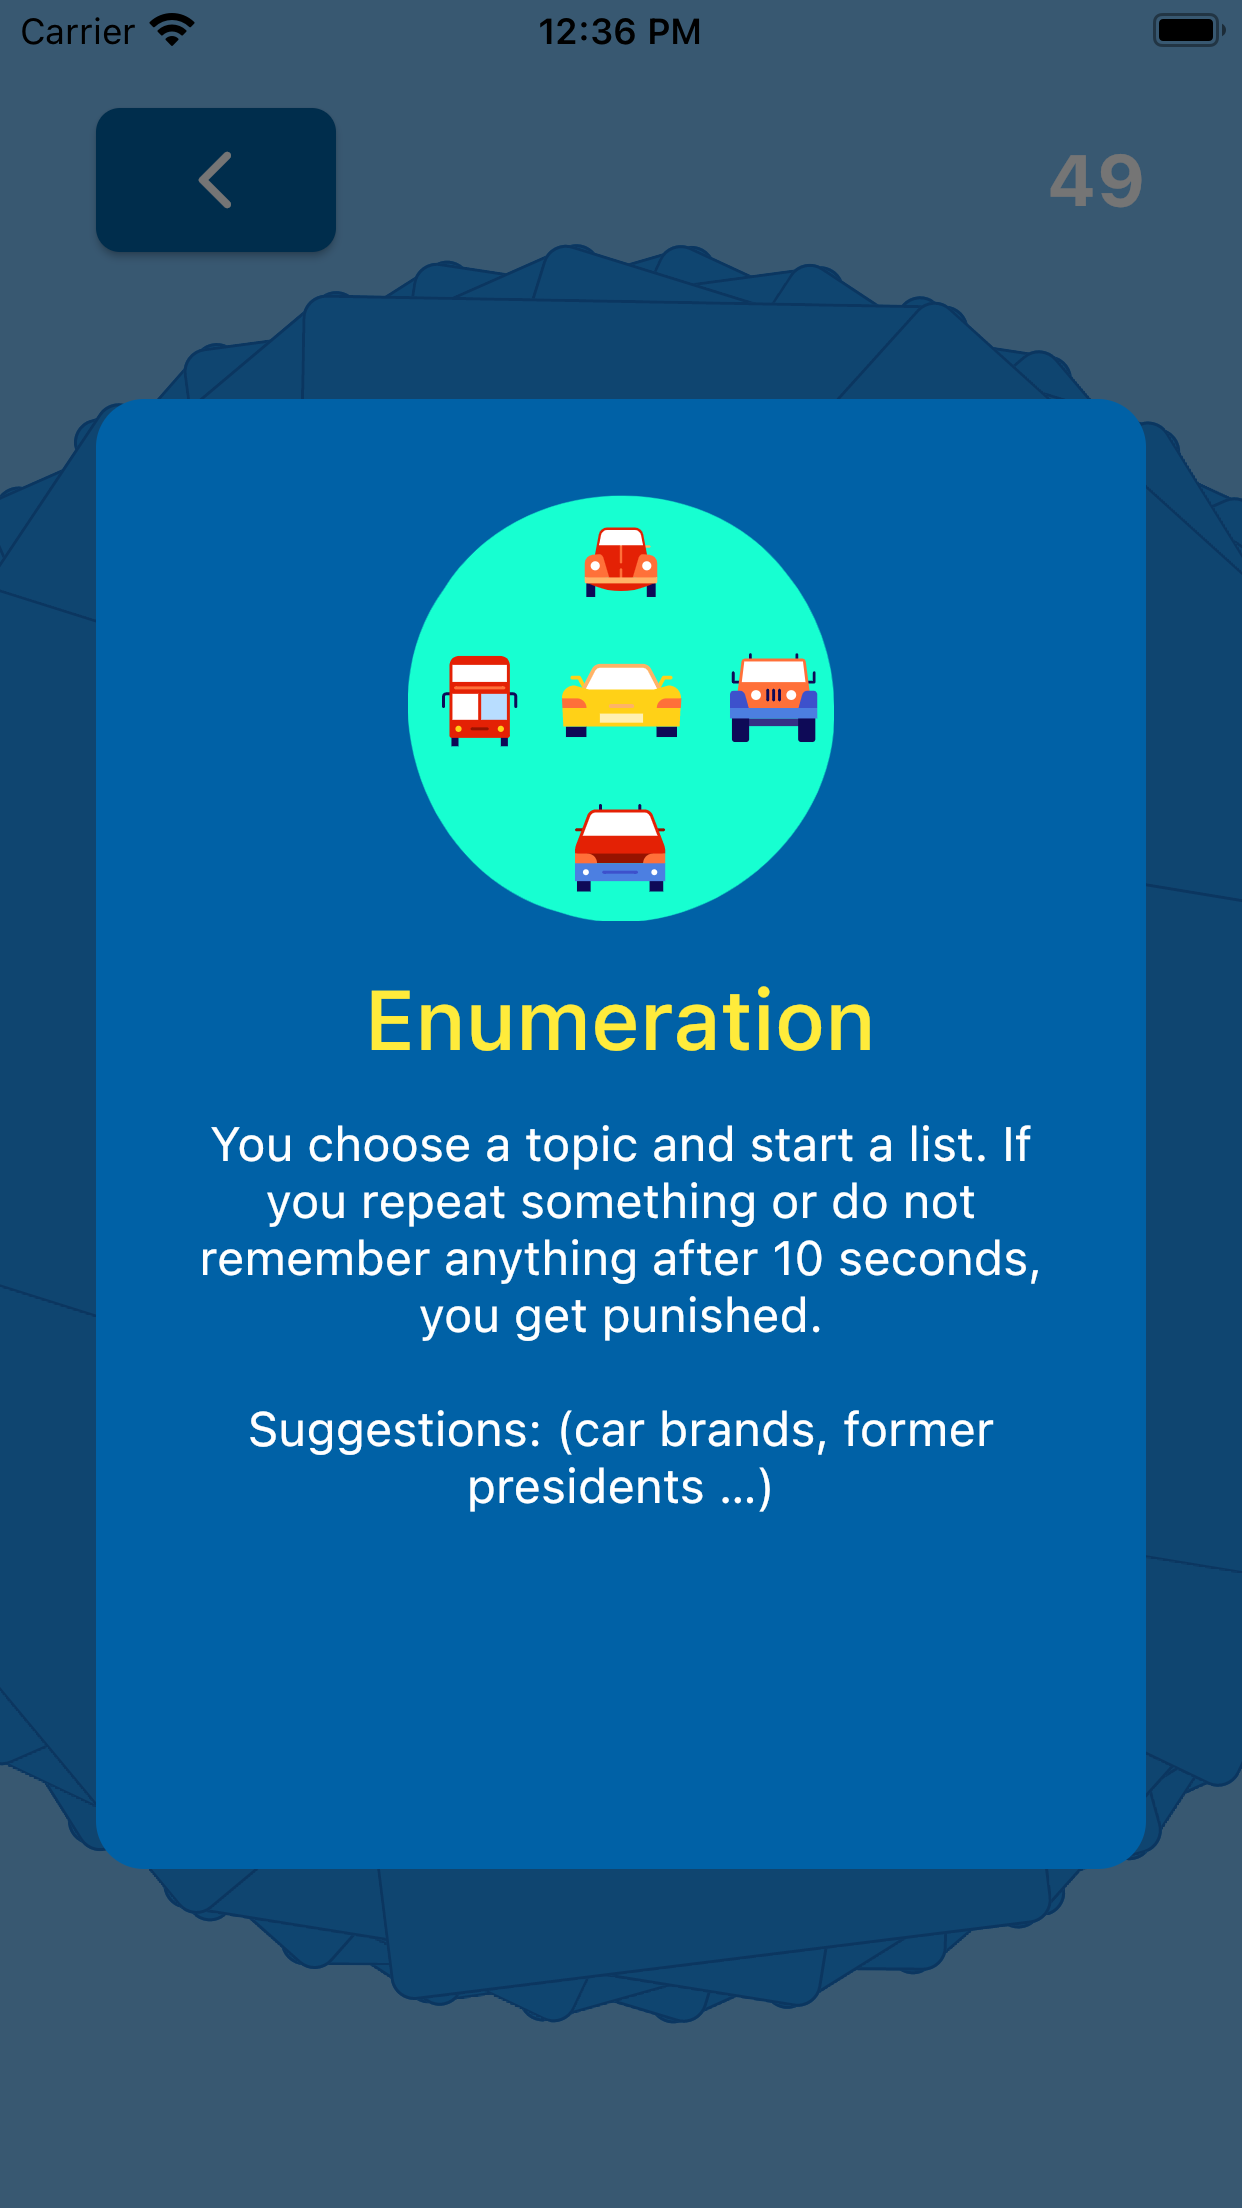 Carrier 12:36 PM
49
Enumeration
You choose a topic and start a list. If
you repeat something or do not
remember anything after 10 seconds,
you get punished.
Suggestions: (car brands, former
presidents ...)